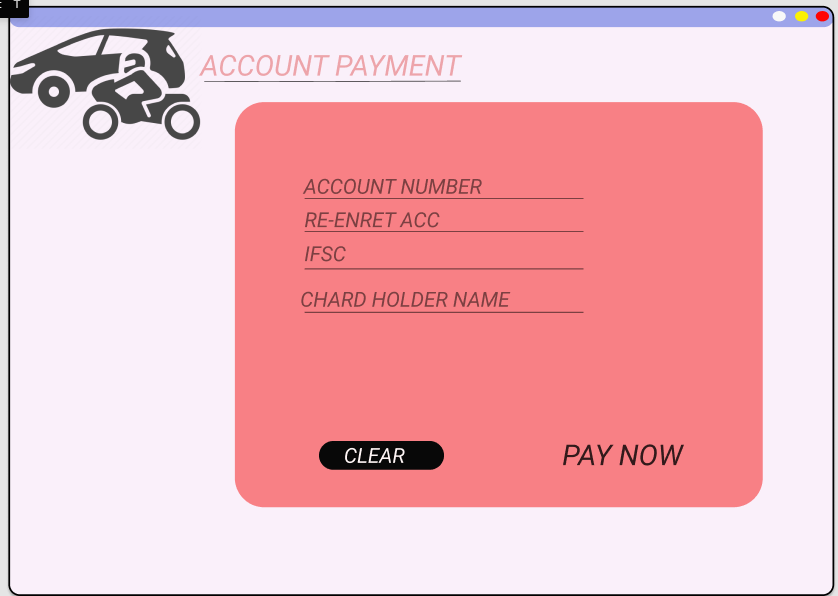 E T
ACCOUNT PAYMENT
ACCOUNT NUMBER
RE-ENRET ACC
IFSC
CHARD HOLDER NAME
CLEAR
PAY NOW